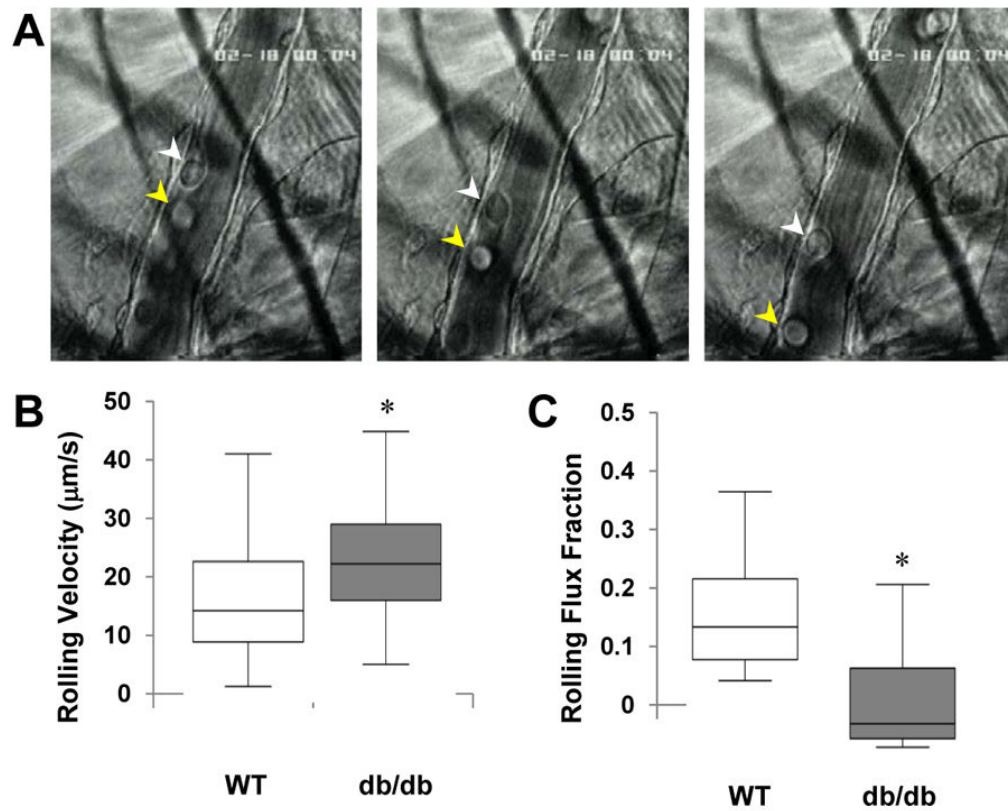 A
02-18 00:04
02-18 00:04
02-18 00:04
B
Rolling Velocity (μm/s)
50
40
30
20
10
0
*
WT
db/db
C
Rolling Flux Fraction
0.5
0.4
0.3
0.2
0.1
0
*
WT
db/db